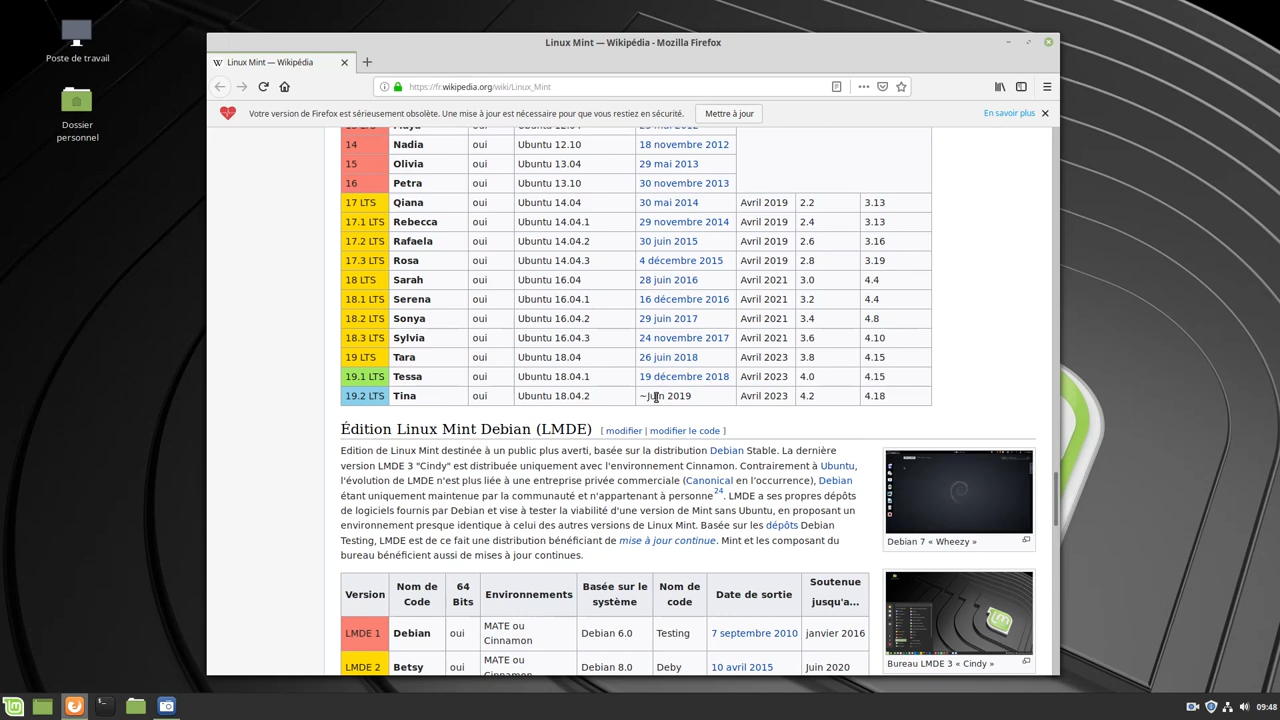 Poste de travail
Dossier
personnel
Linux Mint — Wikipédia - Mozilla Firefox
W Linux Mint — Wikipédia
https://fr.wikipedia.org/wiki/Linux_Mint
Votre version de Firefox est sérieusement obsolète. Une mise à jour est nécessaire pour que vous restiez en sécurité. Mettre à jour En savoir plus
14 Nadia oui Ubuntu 12.10 18 novembre 2012
15 Olivia oui Ubuntu 13.04 29 mai 2013
16 Petra oui Ubuntu 13.10 30 novembre 2013
17 LTS Qiana oui Ubuntu 14.04 30 mai 2014 Avril 2019 2.2 3.13
17.1 LTS Rebecca oui Ubuntu 14.04.1 29 novembre 2014 Avril 2019 2.4 3.13
17.2 LTS Rafaela oui Ubuntu 14.04.2 30 juin 2015 Avril 2019 2.6 3.16
17.3 LTS Rosa oui Ubuntu 14.04.3 4 décembre 2015 Avril 2019 2.8 3.19
18 LTS Sarah oui Ubuntu 16.04 28 juin 2016 Avril 2021 3.0 4.4
18.1 LTS Serena oui Ubuntu 16.04.1 16 décembre 2016 Avril 2021 3.2 4.4
18.2 LTS Sonya oui Ubuntu 16.04.2 29 juin 2017 Avril 2021 3.4 4.8
18.3 LTS Sylvia oui Ubuntu 16.04.3 24 novembre 2017 Avril 2021 3.6 4.10
19 LTS Tara oui Ubuntu 18.04 26 juin 2018 Avril 2023 3.8 4.15
19.1 LTS Tessa oui Ubuntu 18.04.1 19 décembre 2018 Avril 2023 4.0 4.15
19.2 LTS Tina oui Ubuntu 18.04.2 ~Juin 2019 Avril 2023 4.2 4.18
Édition Linux Mint Debian (LMDE) [ modifier | modifier le code ]
Edition de Linux Mint destinée à un public plus averti, basée sur la distribution Debian Stable. La dernière
version LMDE 3 "Cindy" est distribuée uniquement avec l'environnement Cinnamon. Contrairement à Ubuntu,
l'évolution de LMDE n'est plus liée à une entreprise privée commerciale (Canonical en l’occurrence), Debian
étant uniquement maintenue par la communauté et n'appartenant à personne24. LMDE a ses propres dépôts
de logiciels fournis par Debian et vise à tester la viabilité d'une version de Mint sans Ubuntu, en proposant un
environnement presque identique à celui des autres versions de Linux Mint. Basée sur les dépôts Debian
Testing, LMDE est de ce fait une distribution bénéficiant de mise à jour continue. Mint et les composant du
bureau bénéficient aussi de mises à jour continues.
Debian 7 « Wheezy »
Version Nom de Code 64 Bits Environnements Basée sur le système Nom de code Date de sortie Soutenue jusqu'a...
LMDE 1 Debian oui MATE ou Cinnamon Debian 6.0 Testing 7 septembre 2010 janvier 2016
LMDE 2 Betsy oui MATE ou Cinnamon Debian 8.0 Deby 10 avril 2015 Juin 2020
Bureau LMDE 3 « Cindy »
09:48